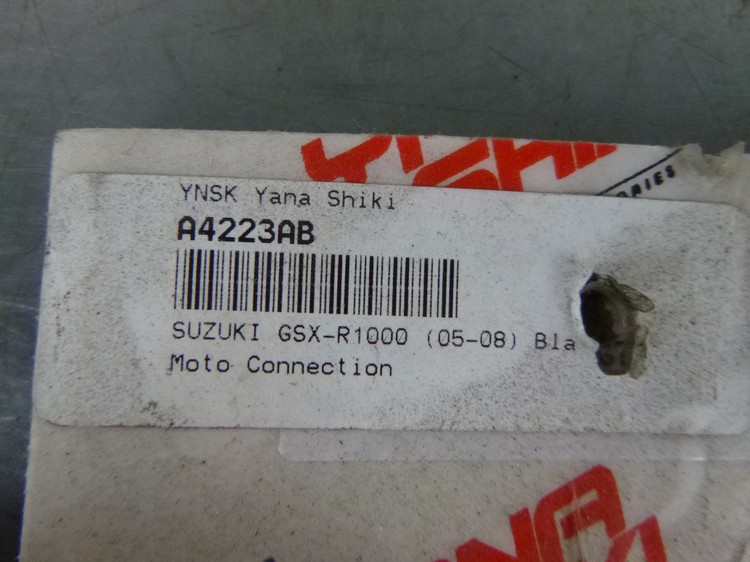 YNSK Yana Shiki
A4223AB
SUZUKI GSX-R1000 (05-08) Bla
Moto Connection